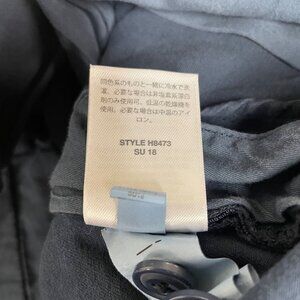 同色系のものと一緒に冷水で洗
濯。必要な場合は非塩素系漂白
剤のみ使用可。低温の乾燥機を
使用。必要な場合は中温のアイ
ロン。
STYLE H8473
SU 18